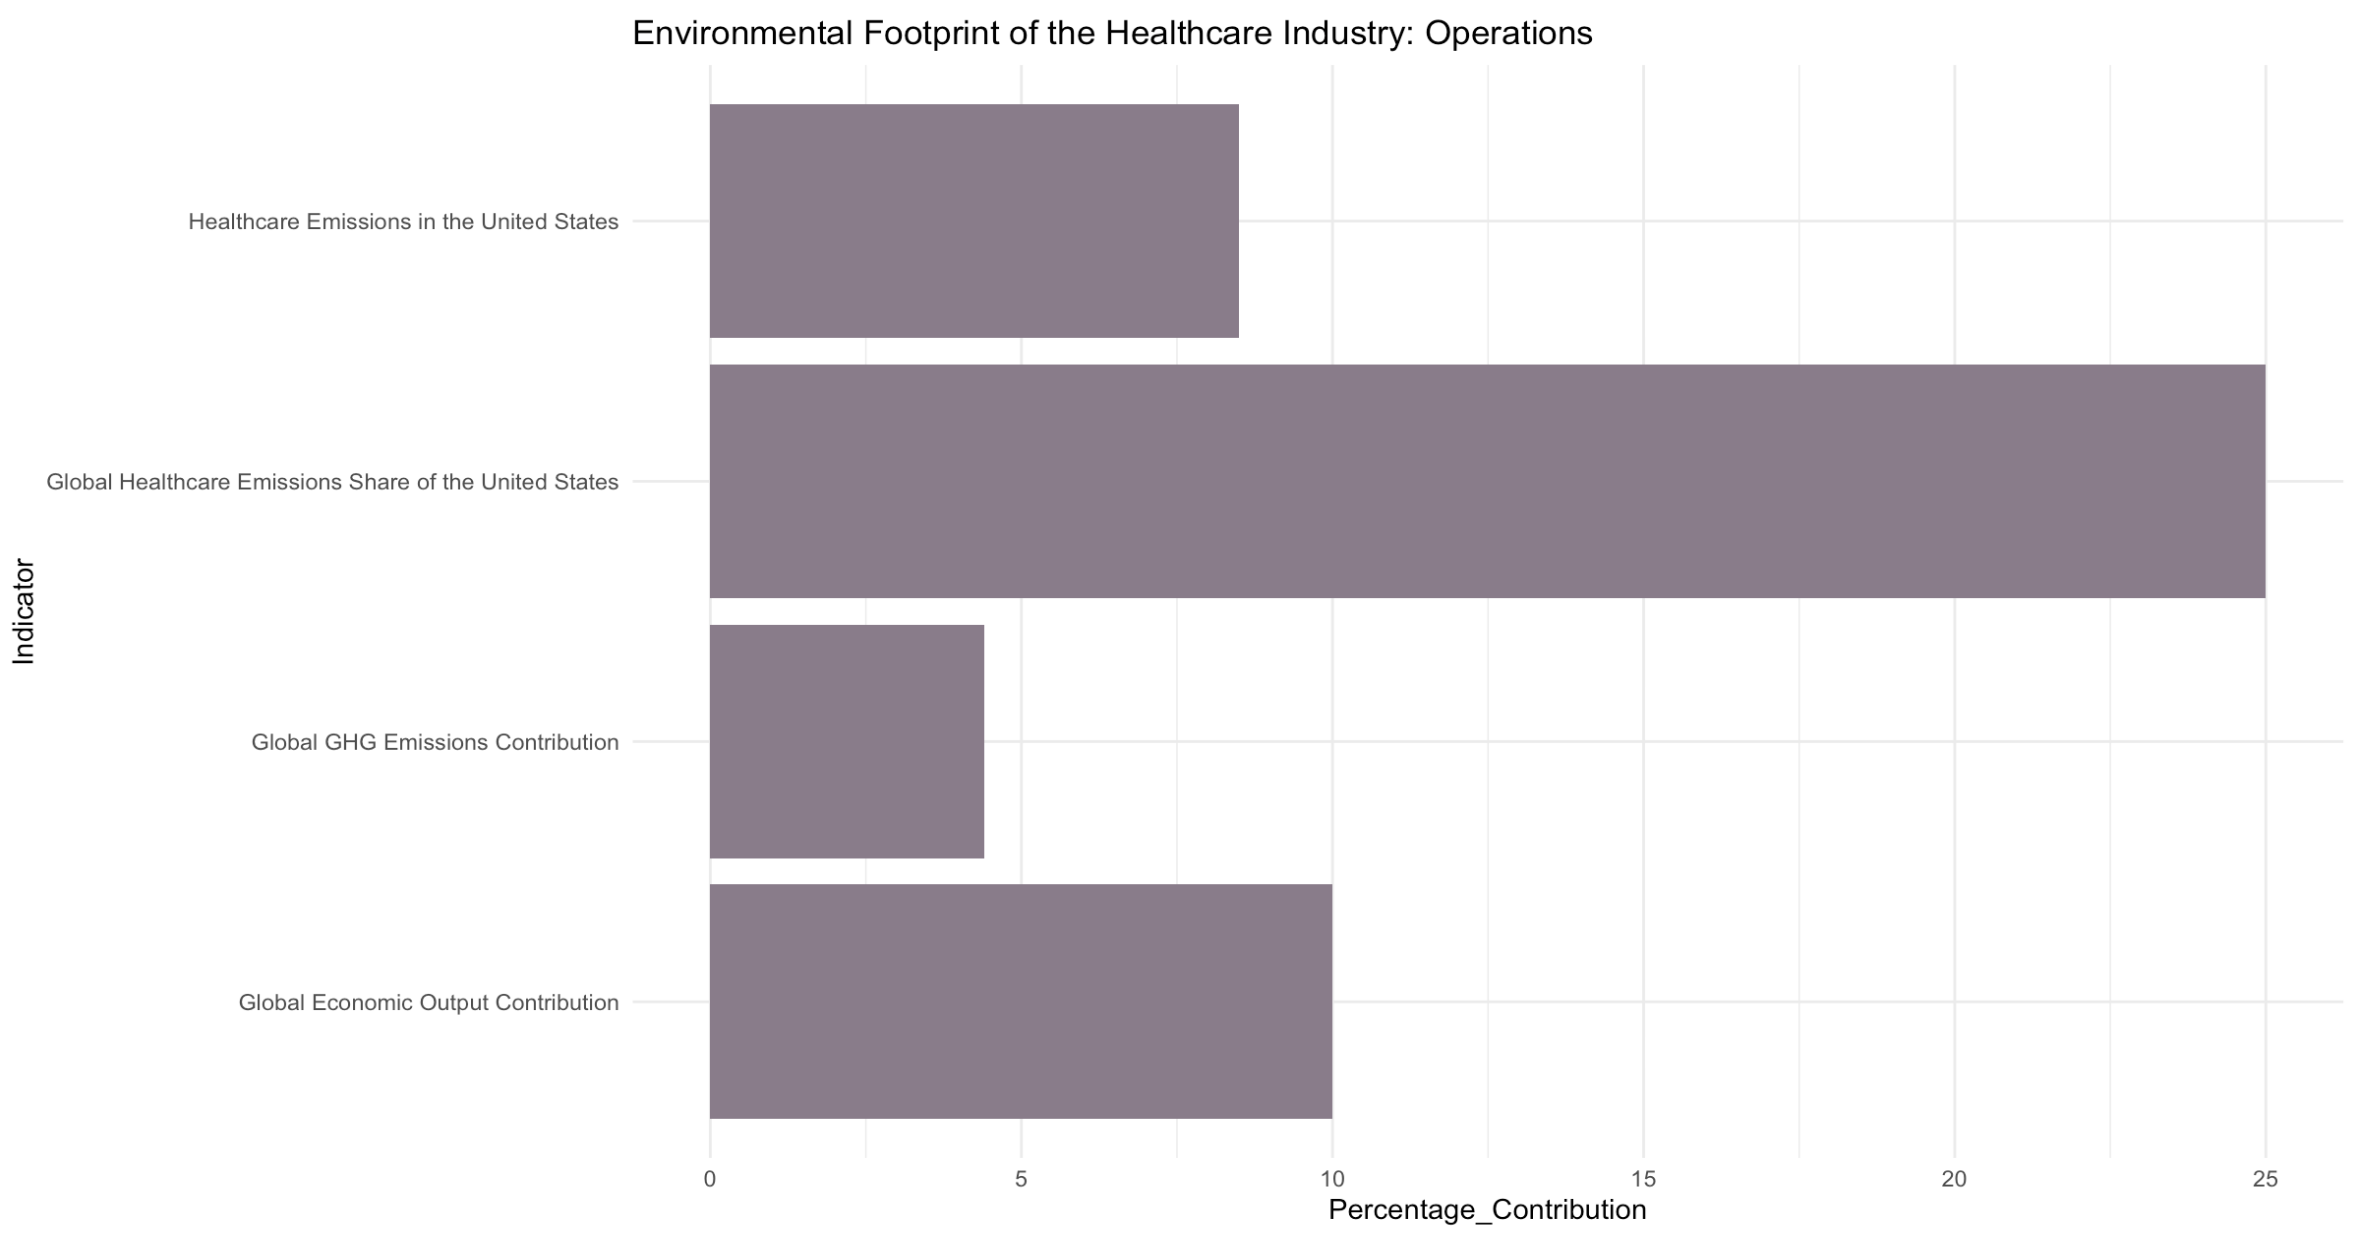 Environmental Footprint of the Healthcare Industry: Operations
Indicator
Healthcare Emissions in the United States
Global Healthcare Emissions Share of the United States
Global GHG Emissions Contribution
Global Economic Output Contribution
0 5 10 15 20 25
Percentage_Contribution